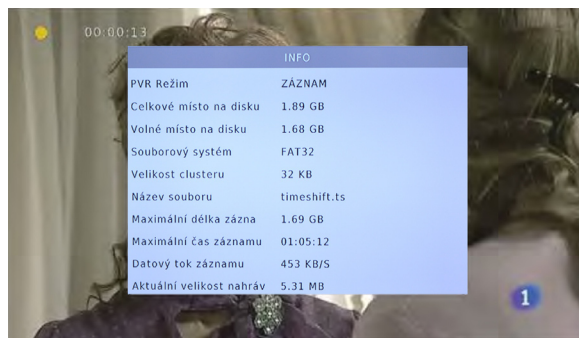 00:00:13
INFO
PVR Režim ZÁZNAM
Celkové místo na disku 1.89 GB
Volné místo na disku 1.68 GB
Souborový systém FAT32
Velikost clusteru 32 KB
Název souboru timeshift.ts
Maximální délka zázna 1.69 GB
Maximální čas záznamu 01:05:12
Datový tok záznamu 453 KB/S
Aktuální velikost nahráv 5.31 MB
1